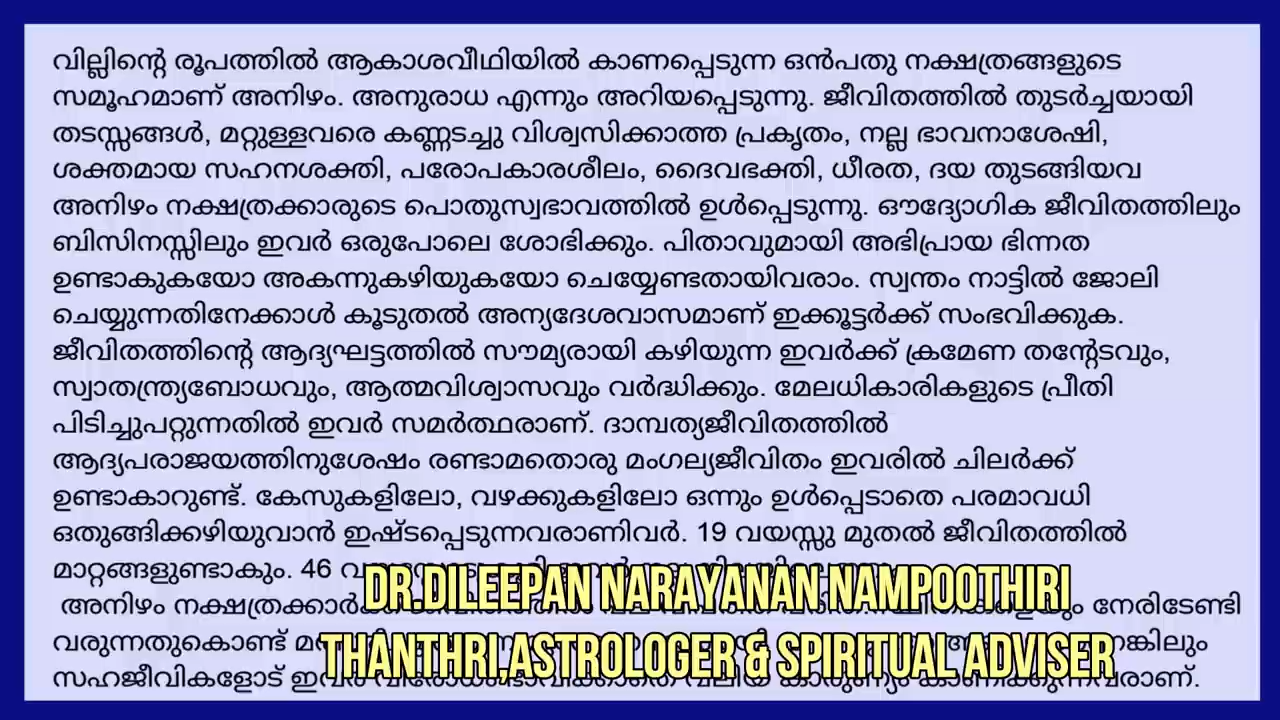 വില്ലിന്റെ രൂപത്തിൽ ആകാശവീഥിയിൽ കാണപ്പെടുന്ന ഒൻപതു നക്ഷത്രങ്ങളുടെ
സമൂഹമാണ് അനിഴം. അനുരാധ എന്നും അറിയപ്പെടുന്നു. ജീവിതത്തിൽ തുടർച്ചയായി
തടസ്സങ്ങൾ, മറ്റുള്ളവരെ കണ്ണടച്ചു വിശ്വസിക്കാത്ത പ്രകൃതം, നല്ല ഭാവനാശേഷി,
ശക്തമായ സഹനശക്തി, പരോപകാരശീലം, ദൈവഭക്തി, ധീരത, ദയ തുടങ്ങിയവ
അനിഴം നക്ഷത്രക്കാരുടെ പൊതുസ്വഭാവത്തിൽ ഉൾപ്പെടുന്നു. ഔദ്യോഗിക ജീവിതത്തിലും
ബിസിനസ്സിലും ഇവർ ഒരുപോലെ ശോഭിക്കും. പിതാവുമായി അഭിപ്രായ ഭിന്നത
ഉണ്ടാകുകയോ അകന്നുകഴിയുകയോ ചെയ്യേണ്ടതായിവരാം. സ്വന്തം നാട്ടിൽ ജോലി
ചെയ്യുന്നതിനേക്കാൾ കൂടുതൽ അന്യദേശവാസമാണ് ഇക്കൂട്ടർക്ക് സംഭവിക്കുക.
ജീവിതത്തിന്റെ ആദ്യഘട്ടത്തിൽ സൗമ്യരായി കഴിയുന്ന ഇവർക്ക് ക്രമേണ തന്റേടവും,
സ്വാതന്ത്ര്യബോധവും, ആത്മവിശ്വാസവും വർദ്ധിക്കും. മേലധികാരികളുടെ പ്രീതി
പിടിച്ചുപറ്റുന്നതിൽ ഇവർ സമർത്ഥരാണ്. ദാമ്പത്യജീവിതത്തിൽ
ആദ്യപരാജയത്തിനുശേഷം രണ്ടാമതൊരു മംഗല്യജീവിതം ഇവരിൽ ചിലർക്ക്
ഉണ്ടാകാറുണ്ട്. കേസുകളിലോ, വഴക്കുകളിലോ ഒന്നും ഉൾപ്പെടാതെ പരമാവധി
ഒതുങ്ങിക്കഴിയുവാൻ ഇഷ്ടപ്പെടുന്നവരാണിവർ. 19 വയസ്സു മുതൽ ജീവിതത്തിൽ
മാറ്റങ്ങളുണ്ടാകും. 46
DR.DILEEPAN NARAYANAN NAMPOOTHIRI
അനിഴം നേരിടേണ്ടി
വരുന്നതുകൊണ്ട്
THANTHRI,ASTROLOGER & SPIRITUAL ADVISER
സഹജീവികളോട് വലിയ കാരുണ്യം കാണിക്കുന്നവരാണ്.